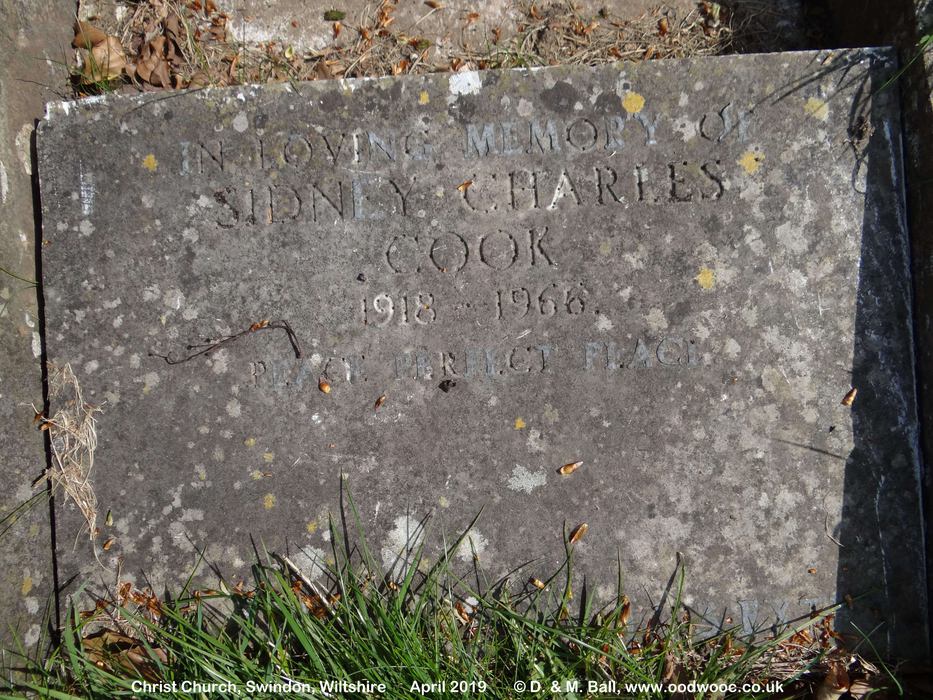 IN LOVING MEMORY OF
SIDNEY CHARLES
COOK
1918 - 1966.
PEACE PERFECT PEACE
Christ Church, Swindon, Wiltshire April 2019 © D. & M. Ball, www.oodwooc.co.uk